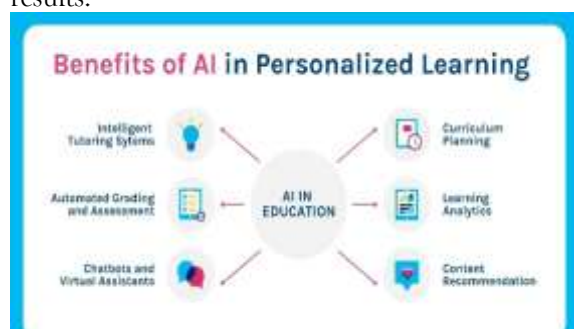 results.
Benefits of AI in Personalized Learning
Intelligent
Tutoring Sytems
Curriculum
Planning
Automated Grading
and Assessment
AI IN
EDUCATION
Learning
Analytics
Chatbots and
Virtual Assistants
Content
Recommendation